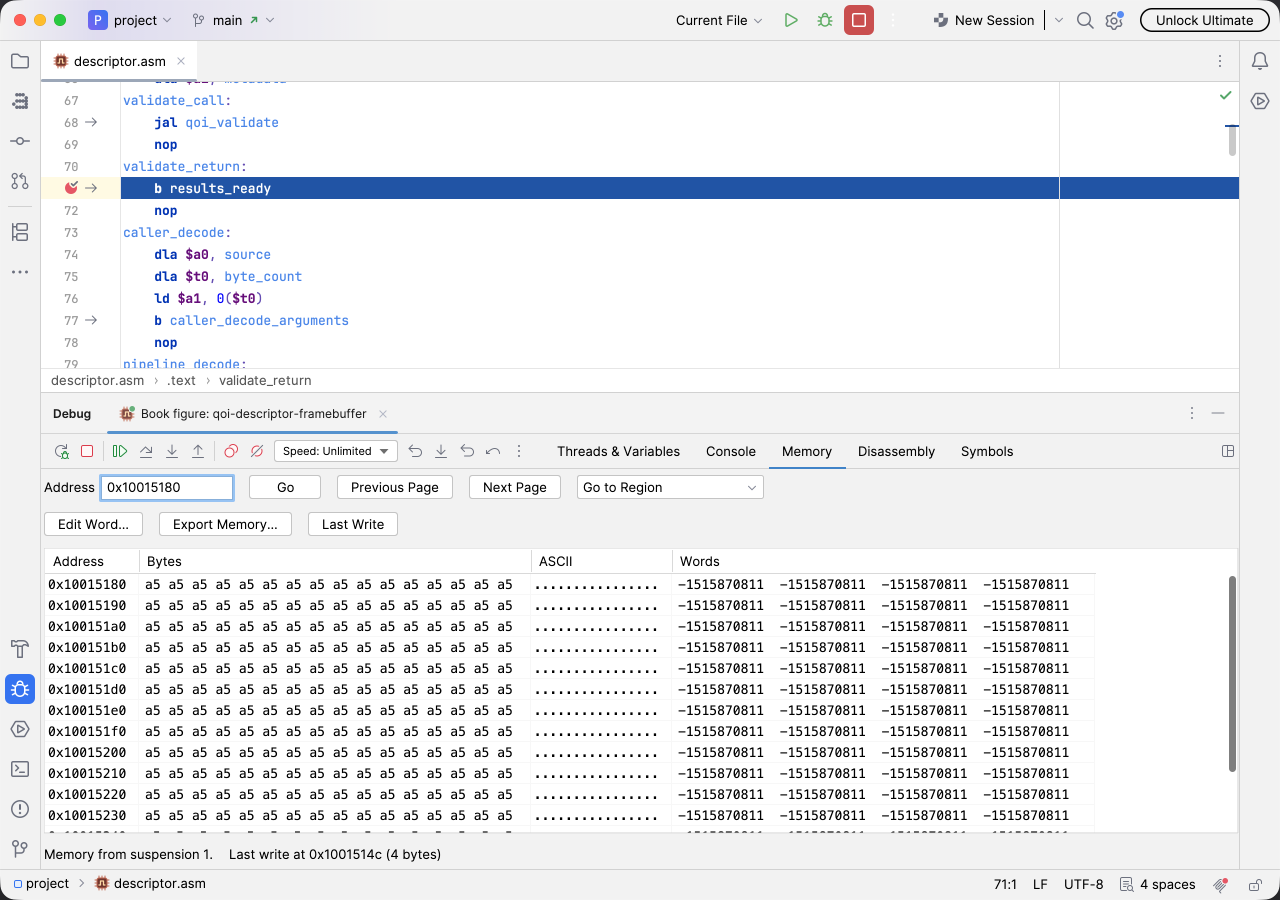 P project main Current File New Session Unlock Ultimate
descriptor.asm
67 validate_call:
68 jal qoi_validate
69 nop
70 validate_return:
b results_ready
72 nop
73 caller_decode:
74 dla $a0, source
75 dla $t0, byte_count
76 ld $a1, 0($t0)
77 b caller_decode_arguments
78 nop
79 pipeline_decode:
descriptor.asm › .text › validate_return
Debug Book figure: qoi-descriptor-framebuffer
Speed: Unlimited Threads & Variables Console Memory Disassembly Symbols
Address 0x10015180 Go Previous Page Next Page Go to Region
Edit Word... Export Memory... Last Write
Address Bytes ASCII Words
0x10015180 a5 a5 a5 a5 a5 a5 a5 a5 a5 a5 a5 a5 a5 a5 a5 a5 ................ -1515870811 -1515870811 -1515870811 -1515870811
0x10015190 a5 a5 a5 a5 a5 a5 a5 a5 a5 a5 a5 a5 a5 a5 a5 a5 ................ -1515870811 -1515870811 -1515870811 -1515870811
0x100151a0 a5 a5 a5 a5 a5 a5 a5 a5 a5 a5 a5 a5 a5 a5 a5 a5 ................ -1515870811 -1515870811 -1515870811 -1515870811
0x100151b0 a5 a5 a5 a5 a5 a5 a5 a5 a5 a5 a5 a5 a5 a5 a5 a5 ................ -1515870811 -1515870811 -1515870811 -1515870811
0x100151c0 a5 a5 a5 a5 a5 a5 a5 a5 a5 a5 a5 a5 a5 a5 a5 a5 ................ -1515870811 -1515870811 -1515870811 -1515870811
0x100151d0 a5 a5 a5 a5 a5 a5 a5 a5 a5 a5 a5 a5 a5 a5 a5 a5 ................ -1515870811 -1515870811 -1515870811 -1515870811
0x100151e0 a5 a5 a5 a5 a5 a5 a5 a5 a5 a5 a5 a5 a5 a5 a5 a5 ................ -1515870811 -1515870811 -1515870811 -1515870811
0x100151f0 a5 a5 a5 a5 a5 a5 a5 a5 a5 a5 a5 a5 a5 a5 a5 a5 ................ -1515870811 -1515870811 -1515870811 -1515870811
0x10015200 a5 a5 a5 a5 a5 a5 a5 a5 a5 a5 a5 a5 a5 a5 a5 a5 ................ -1515870811 -1515870811 -1515870811 -1515870811
0x10015210 a5 a5 a5 a5 a5 a5 a5 a5 a5 a5 a5 a5 a5 a5 a5 a5 ................ -1515870811 -1515870811 -1515870811 -1515870811
0x10015220 a5 a5 a5 a5 a5 a5 a5 a5 a5 a5 a5 a5 a5 a5 a5 a5 ................ -1515870811 -1515870811 -1515870811 -1515870811
0x10015230 a5 a5 a5 a5 a5 a5 a5 a5 a5 a5 a5 a5 a5 a5 a5 a5 ................ -1515870811 -1515870811 -1515870811 -1515870811
Memory from suspension 1. Last write at 0x1001514c (4 bytes)
project › descriptor.asm 71:1 LF UTF-8 4 spaces